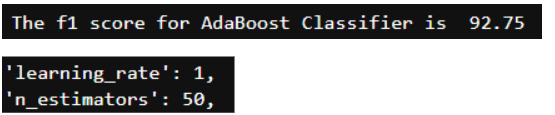 The f1 score for AdaBoost Classifier is  92.75
'learning_rate': 1,
'n_estimators': 50,